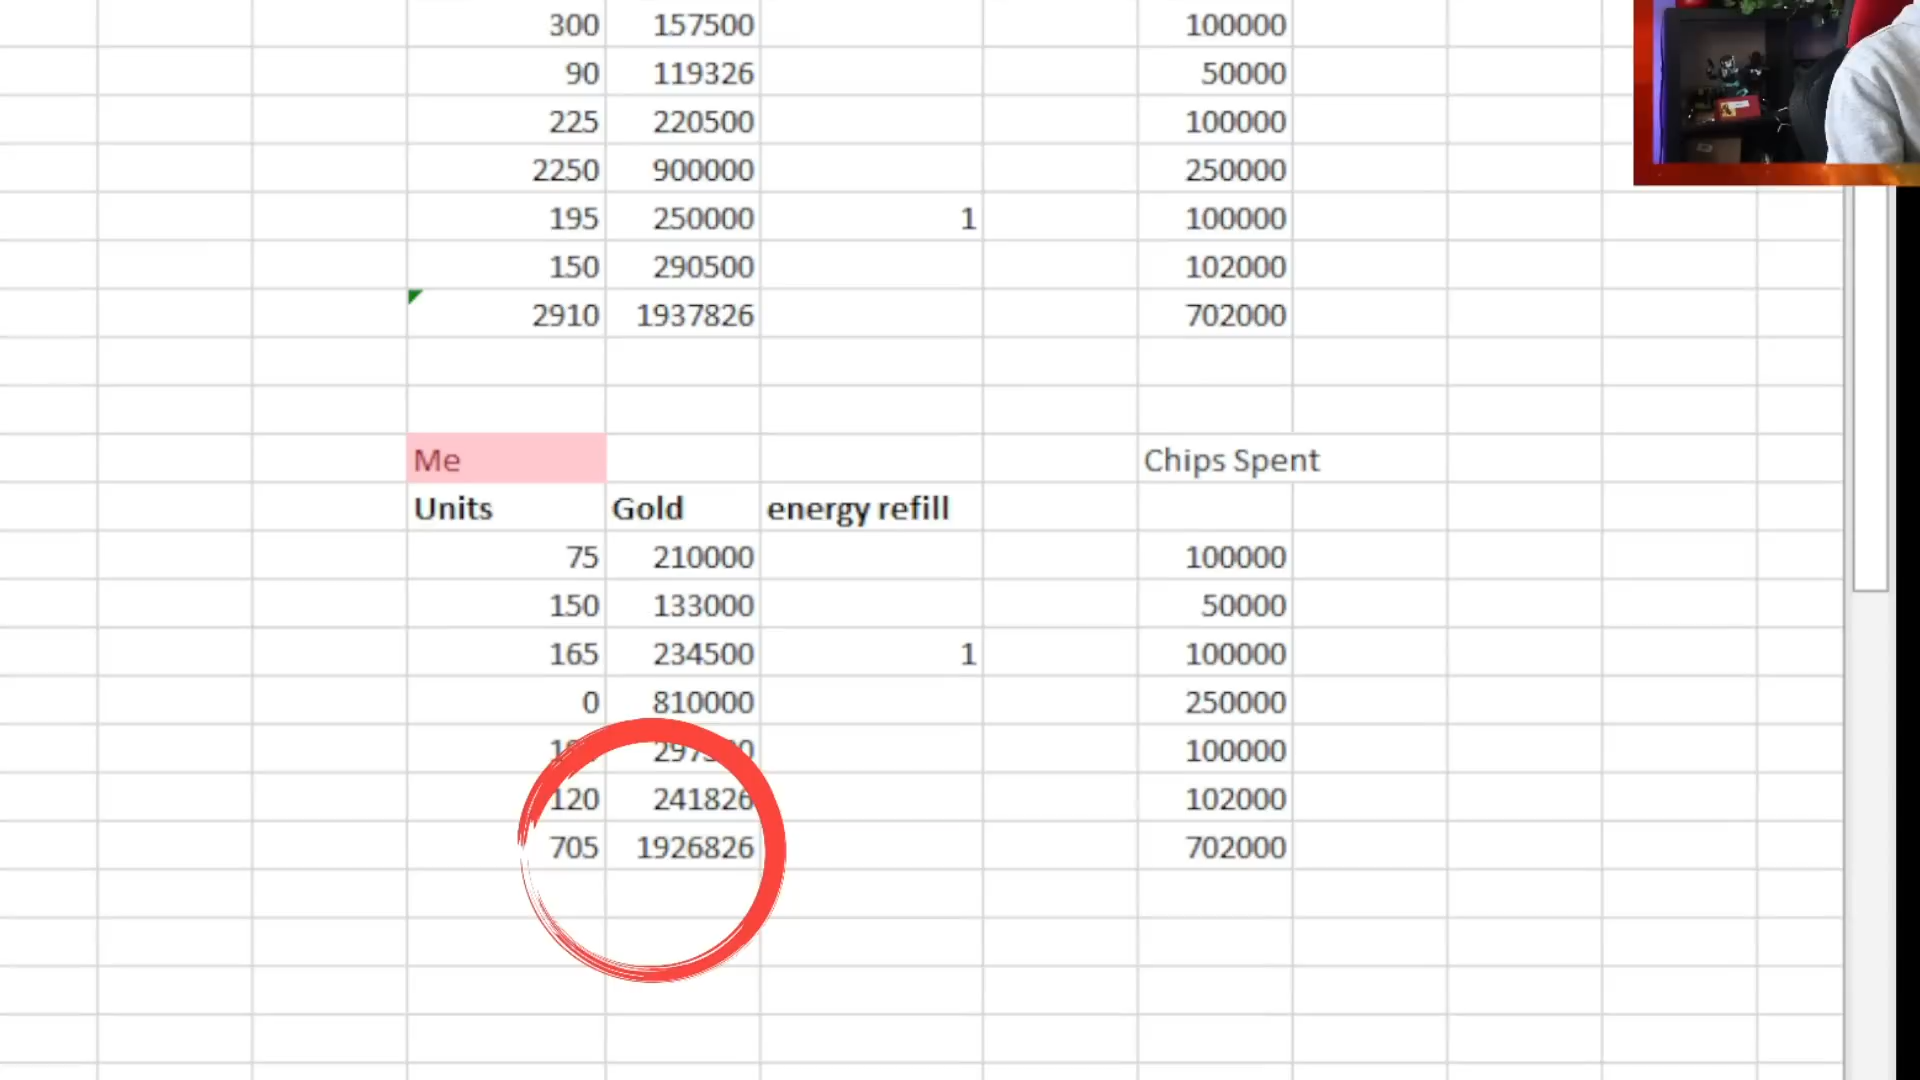 300 157500 100000
90 119326 50000
225 220500 100000
2250 900000 250000
195 250000 1 100000
150 290500 102000
2910 1937826 702000
Me Chips Spent
Units Gold energy refill
75 210000 100000
150 133000 50000
165 234500 1 100000
0 810000 250000
100000
120 241826 102000
705 1926826 702000